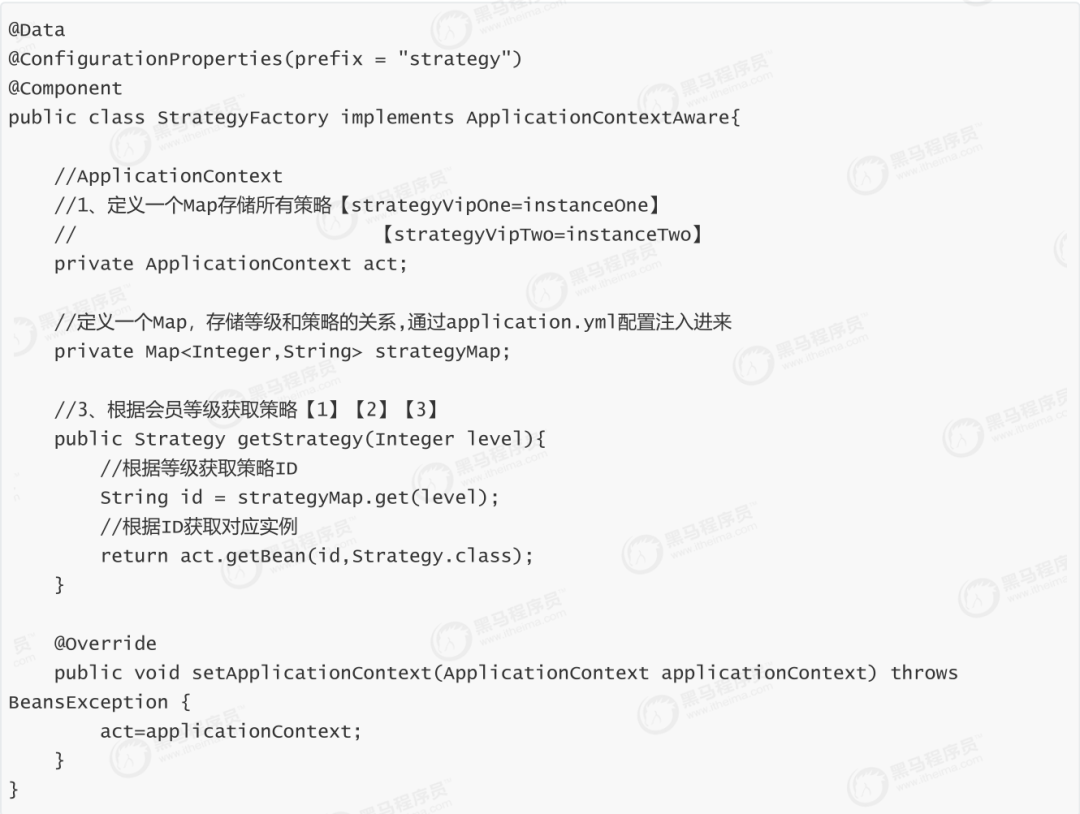 @Data
@ConfigurationProperties(prefix = "strategy")
@Component
public class StrategyFactory implements ApplicationContextAware{
//ApplicationContext
//1、定义一个Map存储所有策略【strategyVipOne=instanceOne】
// 【strategyVipTwo=instanceTwo】
private ApplicationContext act;
//定义一个Map，存储等级和策略的关系,通过application.yml配置注入进来
private Map<Integer,String> strategyMap;
//3、根据会员等级获取策略【1】【2】【3】
public Strategy getStrategy(Integer level){
//根据等级获取策略ID
String id = strategyMap.get(level);
//根据ID获取对应实例
return act.getBean(id,Strategy.class);
}
@Override
public void setApplicationContext(ApplicationContext applicationContext) throws
BeansException {
act=applicationContext;
}
}
黑马程序员
www.itheima.com